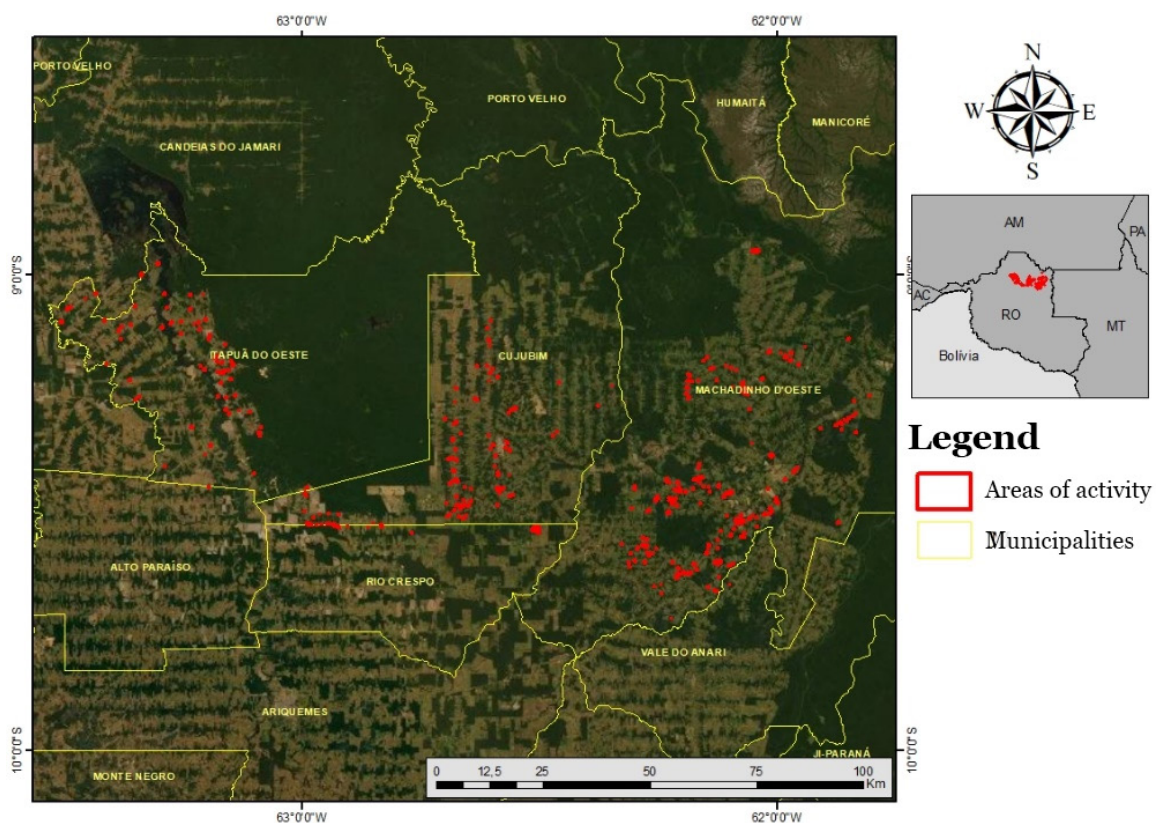 63°0'0"W
62°0'0"W
PORTO VELHO
PORTO VELHO
HUMAITÁ
MANICORÉ
CANDEIAS DO JAMARI
9°0'0"S
ITAPUÃ DO OESTE
CUJUBIM
MACHADINHO D'OESTE
ALTO PARAÍSO
RIO CRESPO
VALE DO ANARI
ARIQUEMES
10°0'0"S
10°0'0"S
JI-PARANÁ
MONTE NEGRO
0 12,5 25 50 75 100
Km
63°0'0"W
62°0'0"W
N
W E
S
AM
PA
AC
RO
MT
Bolívia
Legend
Areas of activity
Municipalities